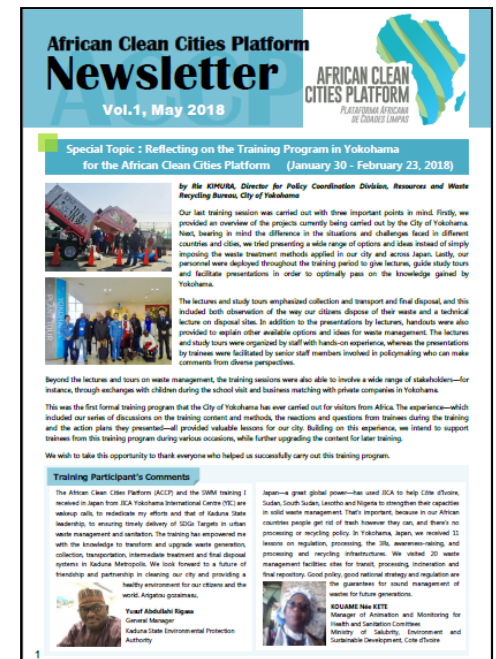 African Clean Cities Platform
Newsletter
Vol.1, May 2018
AFRICAN CLEAN
CITIES PLATFORM
PLATAFORMA AFRICANA
DE CIDADES LIMPAS
Special Topic : Reflecting on the Training Program in Yokohama
for the African Clean Cities Platform (January 30 - February 23, 2018)
by Rie KIMURA, Director for Policy Coordination Division, Resources and Waste
Recycling Bureau, City of Yokohama
Our last training session was carried out with three important points in mind. Firstly, we
provided an overview of the projects currently being carried out by the City of Yokohama.
Next, bearing in mind the difference in the situations and challenges faced in different
countries and cities, we tried presenting a wide range of options and ideas instead of simply
imposing the waste treatment methods applied in our city and across Japan. Lastly, our
personnel were deployed throughout the training period to give lectures, guide study tours
and facilitate presentations in order to optimally pass on the knowledge gained by
Yokohama.
The lectures and study tours emphasized collection and transport and final disposal, and this
included both observation of the way our citizens dispose of their waste and a technical
lecture on disposal sites. In addition to the presentations by lecturers, handouts were also
provided to explain other available options and ideas for waste management. The lectures
and study tours were organized by staff with hands-on experience, whereas the presentations
by trainees were facilitated by senior staff members involved in policymaking who can make
comments from diverse perspectives.
Beyond the lectures and tours on waste management, the training sessions were also able to involve a wide range of stakeholders—for
instance, through exchanges with children during the school visit and business matching with private companies in Yokohama.
This was the first formal training program that the City of Yokohama has ever carried out for visitors from Africa. The experience—which
included our series of discussions on the training content and methods, the reactions and questions from trainees during the training
and the action plans they presented—all provided valuable lessons for our city. Building on this experience, we intend to support
trainees from this training program during various occasions, while further upgrading the content for later training.
We wish to take this opportunity to thank everyone who helped us successfully carry out this training program.
Training Participant's Comments
The African Clean Cities Platform (ACCP) and the SWM training I
received in Japan from JICA Yokohama International Centre (YIC) are
wakeup calls, to rededicate my efforts and that of Kaduna State
leadership, to ensuring timely delivery of SDGs Targets in urban
waste management and sanitation. The training has empowered me
with the knowledge to transform and upgrade waste generation,
collection, transportation, intermediate treatment and final disposal
systems in Kaduna Metropolis. We look forward to a future of
friendship and partnership in cleaning our city and providing a
healthy environment for our citizens and the
world. Arigatou gozaimasu,
Yusuf Abdullahi Rigasa
General Manager
Kaduna State Environmental Protection
Authority
Japan—a great global power—has used JICA to help Côte d'Ivoire,
Sudan, South Sudan, Lesotho and Nigeria to strengthen their capacities
in solid waste management. That's important, because in our African
countries people get rid of trash however they can, and there's no
processing or recycling policy. In Yokohama, Japan, we received 11
lessons on regulation, processing, the 3Rs, awareness-raising, and
processing and recycling infrastructures. We visited 20 waste
management facilities sites for transit, processing, incineration and
final repository. Good policy, good national strategy and regulation are
the guarantees for sound management of
wastes for future generations.
KOUAME Née KETE
Manager of Animation and Monitoring for
Health and Sanitation Comittees
Ministry of Salubrity, Environment and
Sustainable Development, Cote d'Ivoire
1